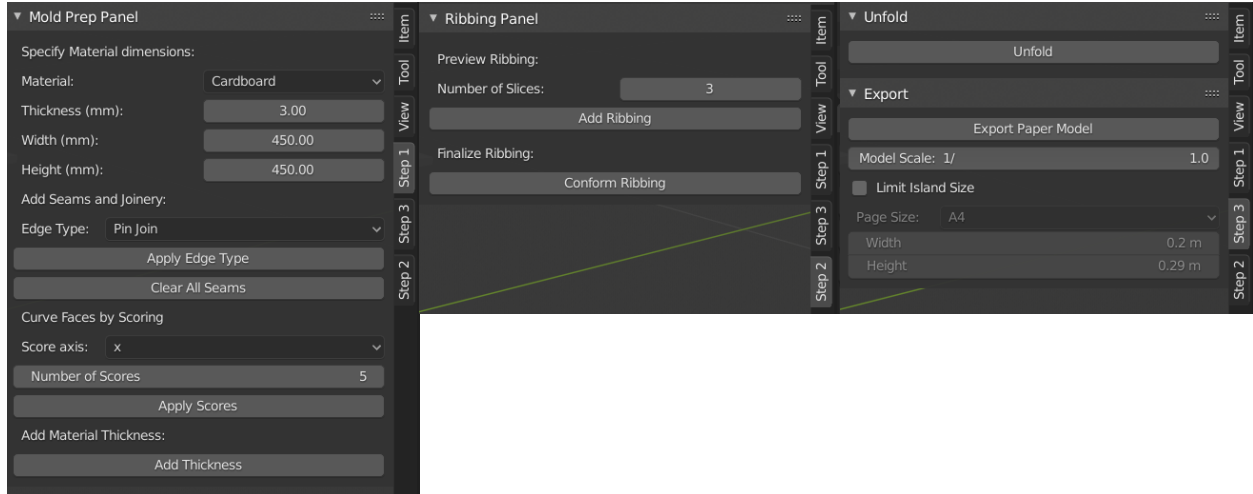 Mold Prep Panel
Specify Material dimensions:
Material: Cardboard
Thickness (mm): 3.00
Width (mm): 450.00
Height (mm): 450.00
Add Seams and Joinery:
Edge Type: Pin Join
Apply Edge Type
Clear All Seams
Curve Faces by Scoring
Score axis: x
Number of Scores 5
Apply Scores
Add Material Thickness:
Add Thickness
Item
Tool
View
Step 1
Step 3
Step 2
Ribbing Panel
Preview Ribbing:
Number of Slices: 3
Add Ribbing
Finalize Ribbing:
Conform Ribbing
Item
Tool
View
Step 1
Step 3
Step 2
Unfold
Unfold
Export
Export Paper Model
Model Scale: 1/ 1.0
Limit Island Size
Page Size: A4
Width 0.2 m
Height 0.29 m
Item
Tool
View
Step 1
Step 3
Step 2